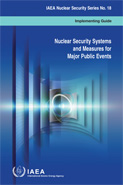 IAEA Nuclear Security Series No. 18
Implementing Guide
Nuclear Security Systems
and Measures for
Major Public Events
IAEA
International Atomic Energy Agency